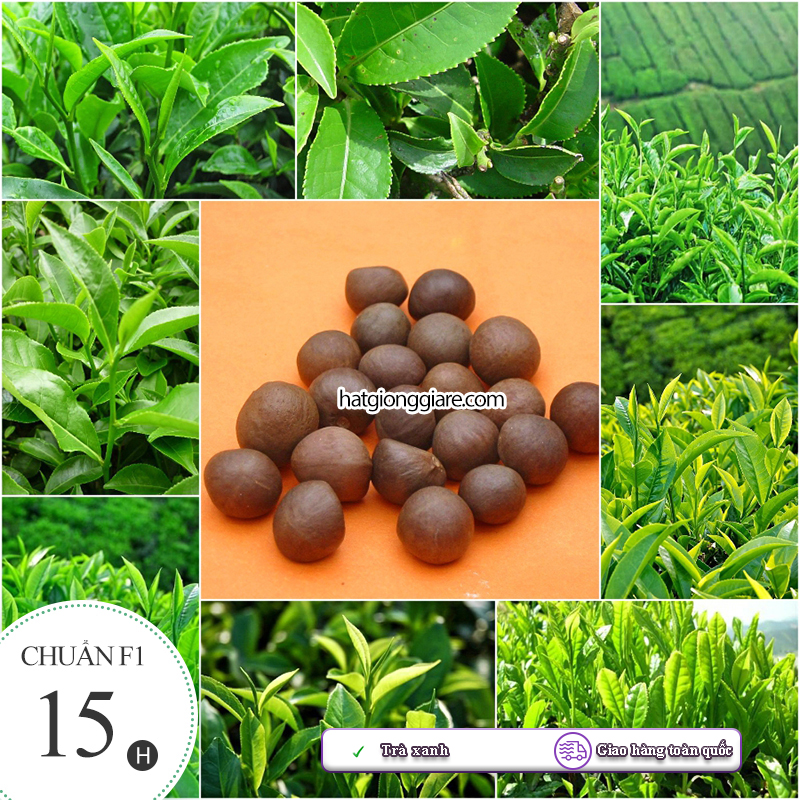 hatgionggiare.com
CHUẨN F1
15
H
Trà xanh
Giao hàng toàn quốc